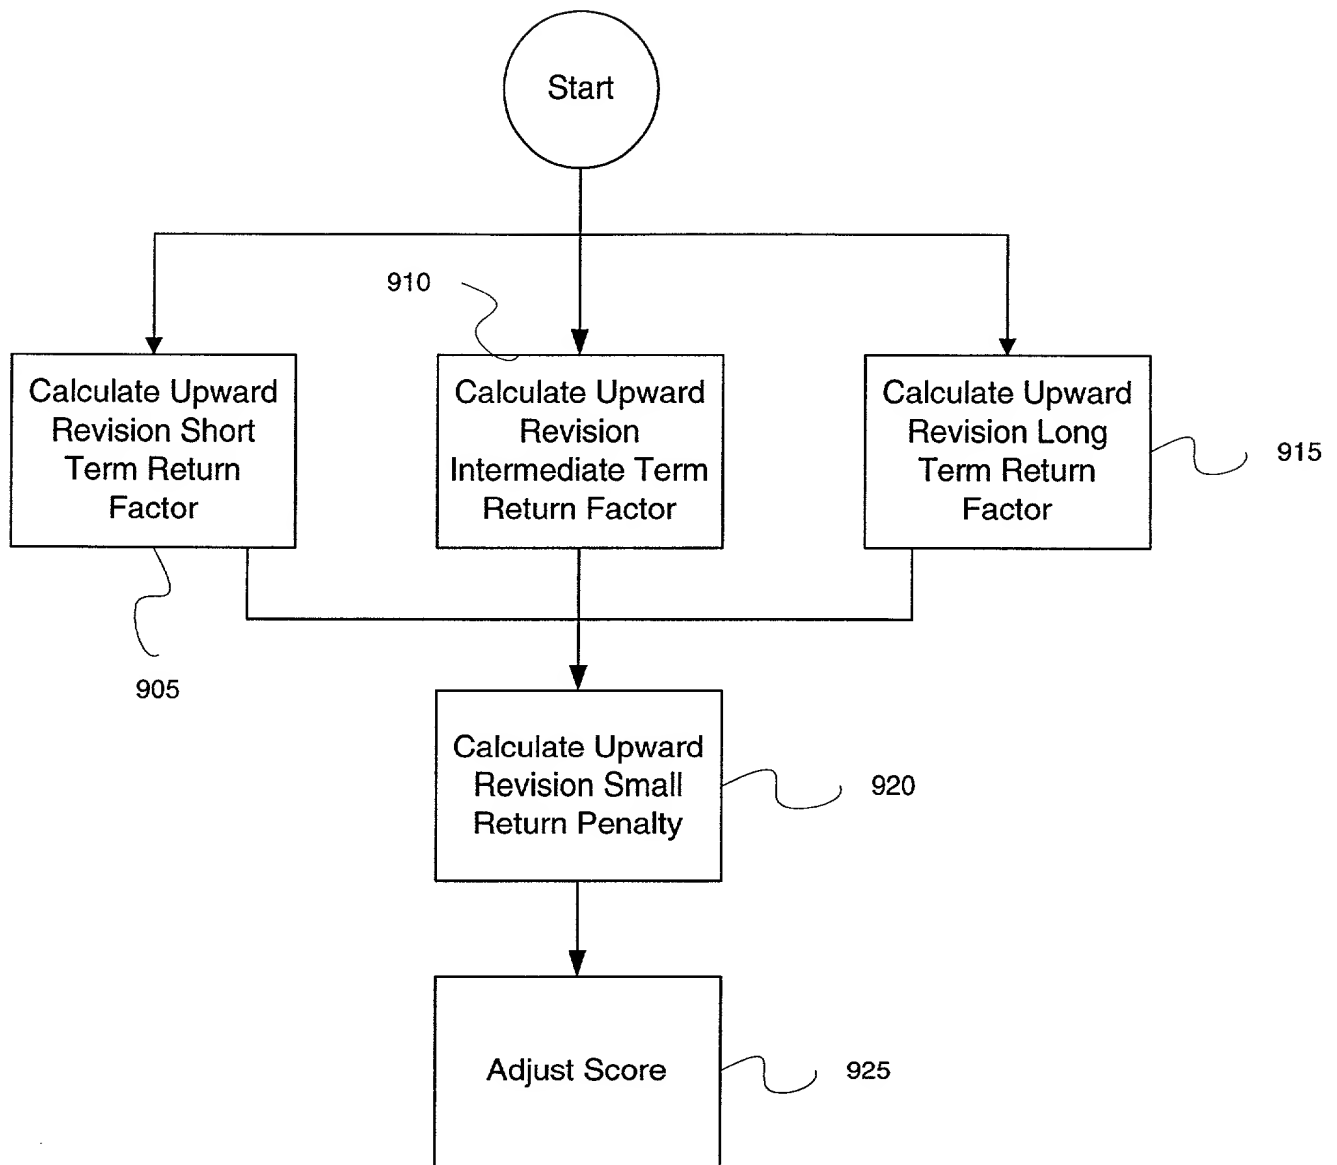 Start
910
Calculate Upward
Revision Short
Term Return
Factor
Calculate Upward
Revision
Intermediate Term
Return Factor
Calculate Upward
Revision Long
Term Return
Factor
915
905
Calculate Upward
Revision Small
Return Penalty
920
Adjust Score
925